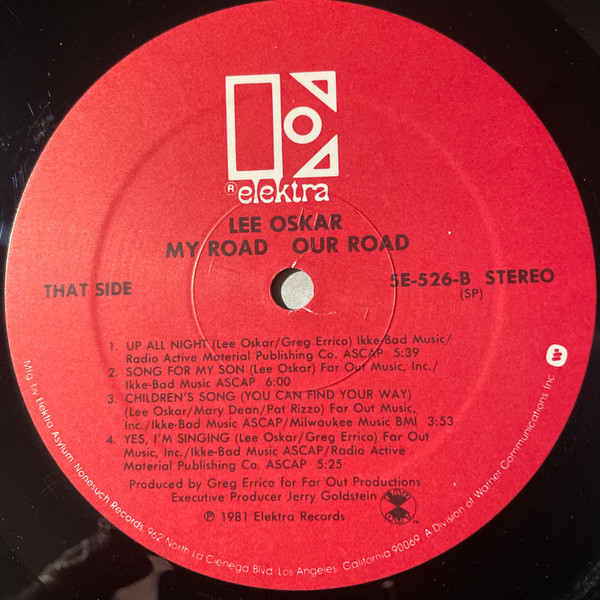 ® elektra
LEE OSKAR
MY ROAD OUR ROAD
THAT SIDE
5E-526-B STEREO
(SP)
1. UP ALL NIGHT (Lee Oskar/Greg Errico) Ikke-Bad Music/
Radio Active Material Publishing Co. ASCAP 5:39
2. SONG FOR MY SON (Lee Oskar) Far Out Music, Inc./
Ikke-Bad Music ASCAP 6:00
3. CHILDREN'S SONG (YOU CAN FIND YOUR WAY)
(Lee Oskar/Mary Dean/Pat Rizzo) Far Out Music,
Inc./Ikke-Bad Music ASCAP/Milwaukee Music BMI 3:53
4. YES, I'M SINGING (Lee Oskar/Greg Errico) Far Out
Music, Inc./Ikke-Bad Music ASCAP/Radio Active
Material Publishing Co. ASCAP 5:25
Produced by Greg Errico for Far Out Productions
Executive Producer Jerry Goldstein
℗ 1981 Elektra Records
Mfg. by Elektra/Asylum/Nonesuch Records, 962 North La Cienega Blvd. Los Angeles, California 90069. A Division of Warner Communications Inc.